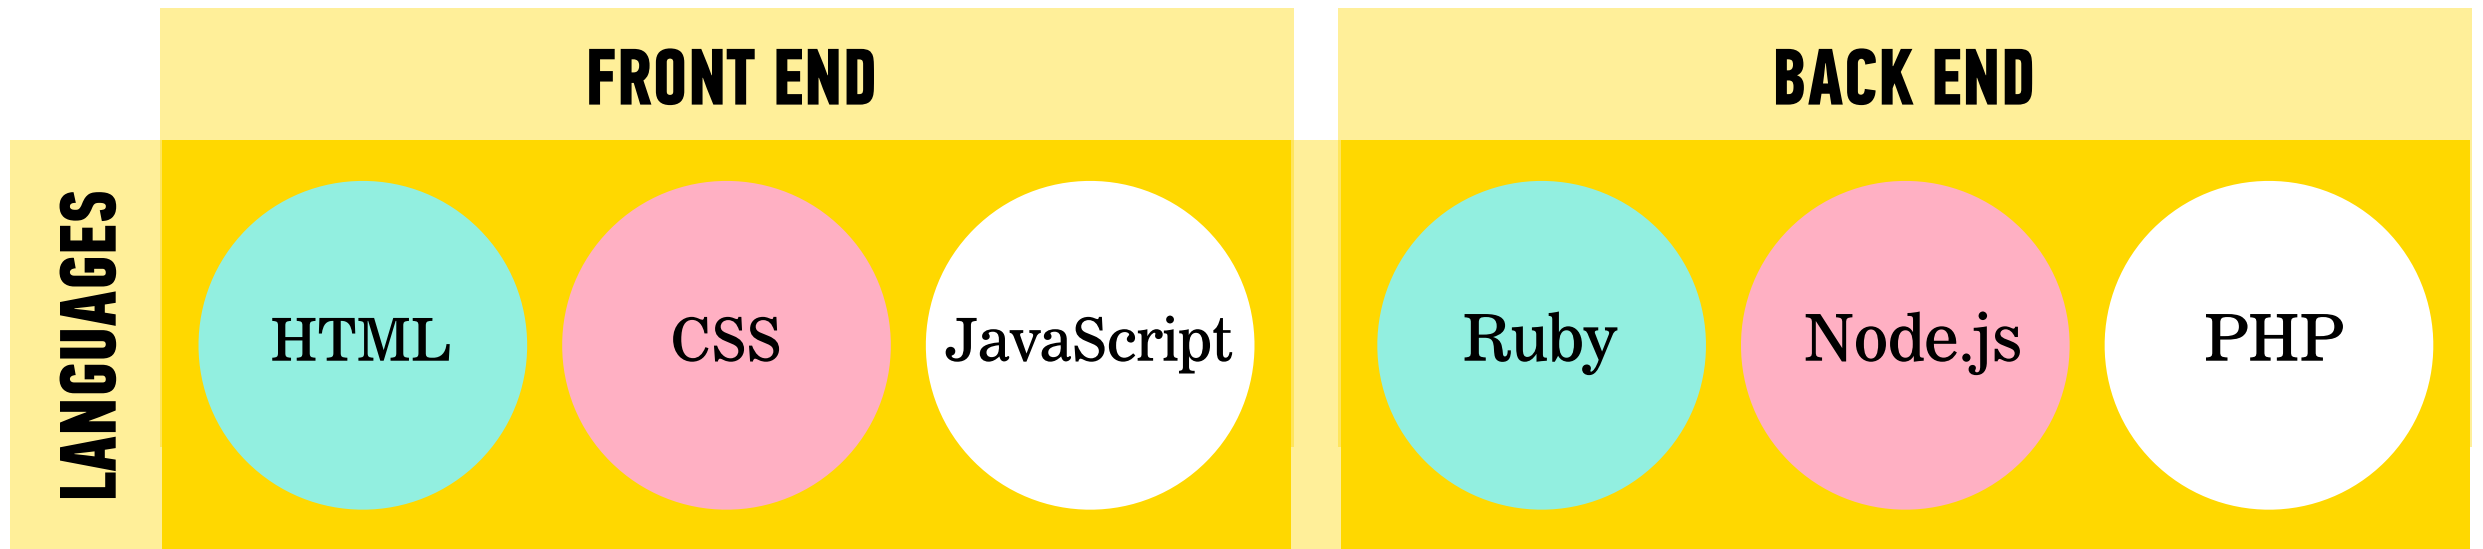 FRONT END
BACK END
LANGUAGES
HTML
CSS
JavaScript
Ruby
Node.js
PHP